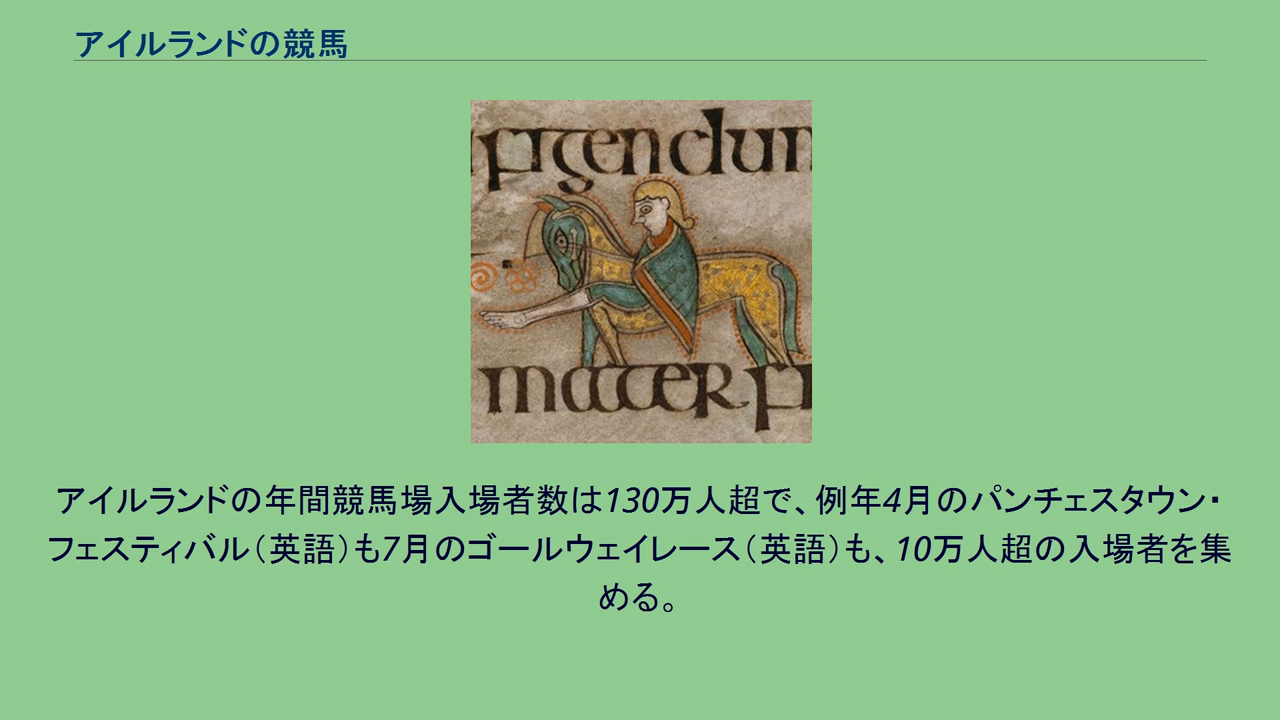 アイルランドの競馬
mater
アイルランドの年間競馬場入場者数は130万人超で、例年4月のパンチェスタウン・
フェスティバル（英語）も7月のゴールウェイレース（英語）も、10万人超の入場者を集
める。